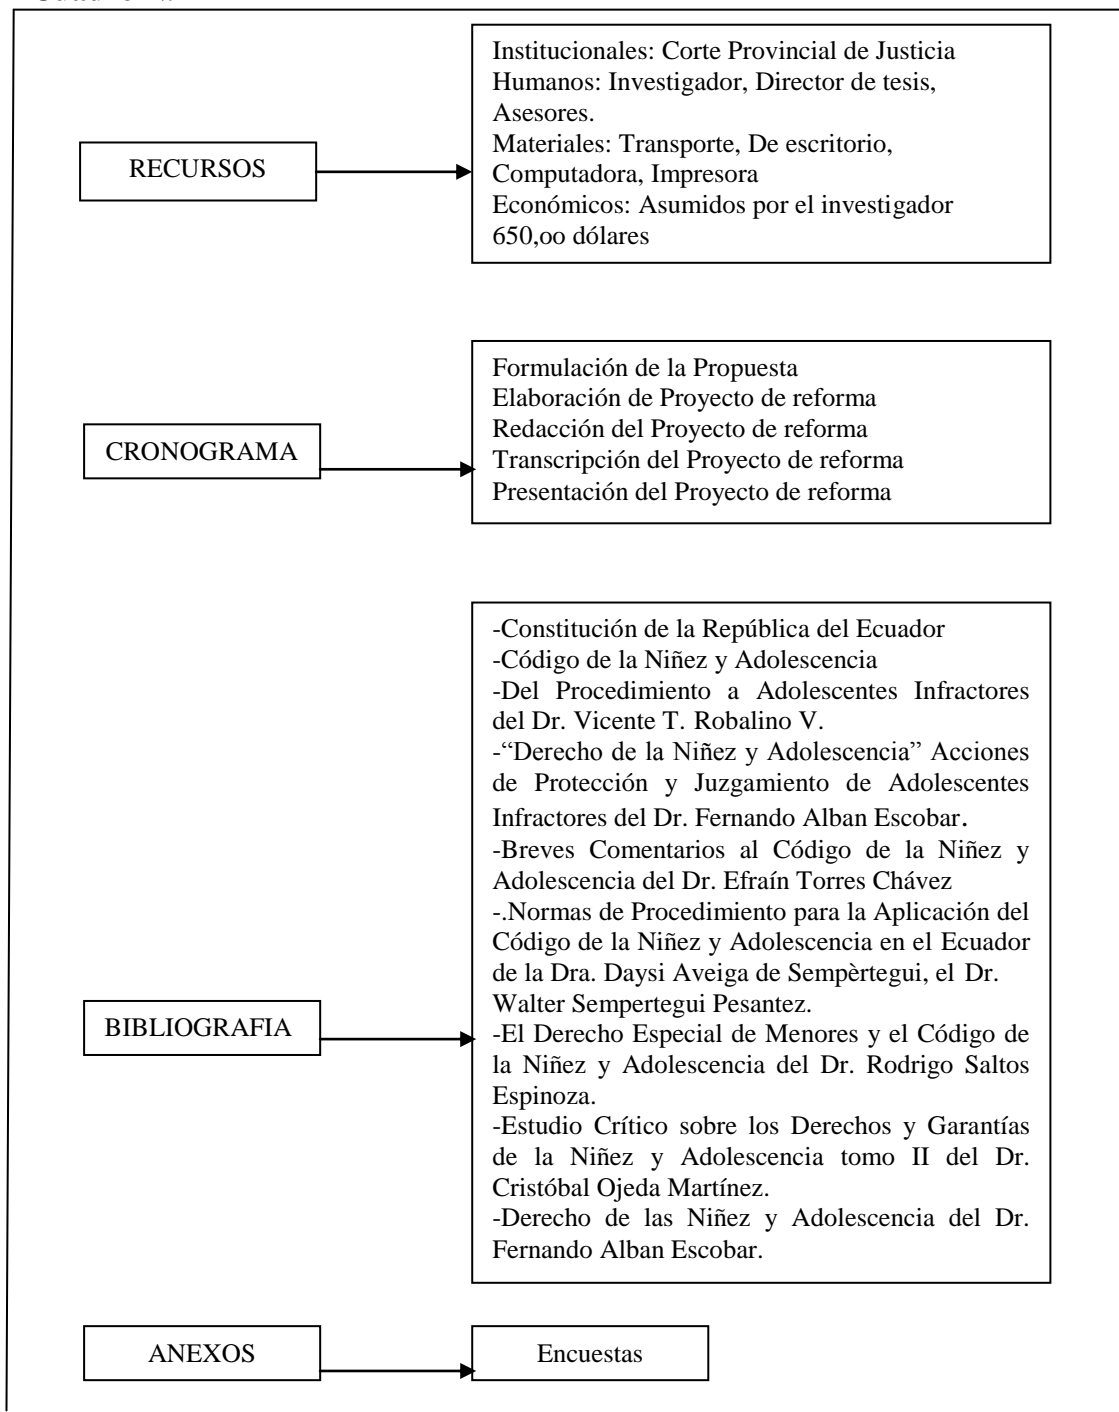 RECURSOS
Institucionales: Corte Provincial de Justicia
Humanos: Investigador, Director de tesis,
Asesores.
Materiales: Transporte, De escritorio,
Computadora, Impresora
Económicos: Asumidos por el investigador
650,oo dólares
CRONOGRAMA
Formulación de la Propuesta
Elaboración de Proyecto de reforma
Redacción del Proyecto de reforma
Transcripción del Proyecto de reforma
Presentación del Proyecto de reforma
BIBLIOGRAFIA
-Constitución de la República del Ecuador
-Código de la Niñez y Adolescencia
-Del Procedimiento a Adolescentes Infractores
del Dr. Vicente T. Robalino V.
-“Derecho de la Niñez y Adolescencia” Acciones
de Protección y Juzgamiento de Adolescentes
Infractores del Dr. Fernando Alban Escobar.
-Breves Comentarios al Código de la Niñez y
Adolescencia del Dr. Efraín Torres Chávez
-.Normas de Procedimiento para la Aplicación del
Código de la Niñez y Adolescencia en el Ecuador
de la Dra. Daysi Aveiga de Sempèrtegui, el Dr.
Walter Sempertegui Pesantez.
-El Derecho Especial de Menores y el Código de
la Niñez y Adolescencia del Dr. Rodrigo Saltos
Espinoza.
-Estudio Crítico sobre los Derechos y Garantías
de la Niñez y Adolescencia tomo II del Dr.
Cristóbal Ojeda Martínez.
-Derecho de las Niñez y Adolescencia del Dr.
Fernando Alban Escobar.
ANEXOS
Encuestas